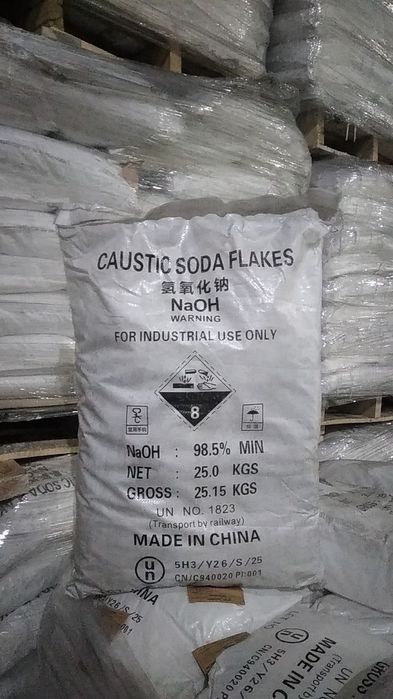 CAUSTIC SODA FLAKES
氢氧化钠
NaOH
WARNING
FOR INDUSTRIAL USE ONLY
8
NaOH : 98.5% MIN
NET : 25.0 KGS
GROSS : 25.15 KGS
UN NO. 1823
(Transport by railway)
MADE IN CHINA
un
5H3/Y26/S/25
CN/C940020 PI:001